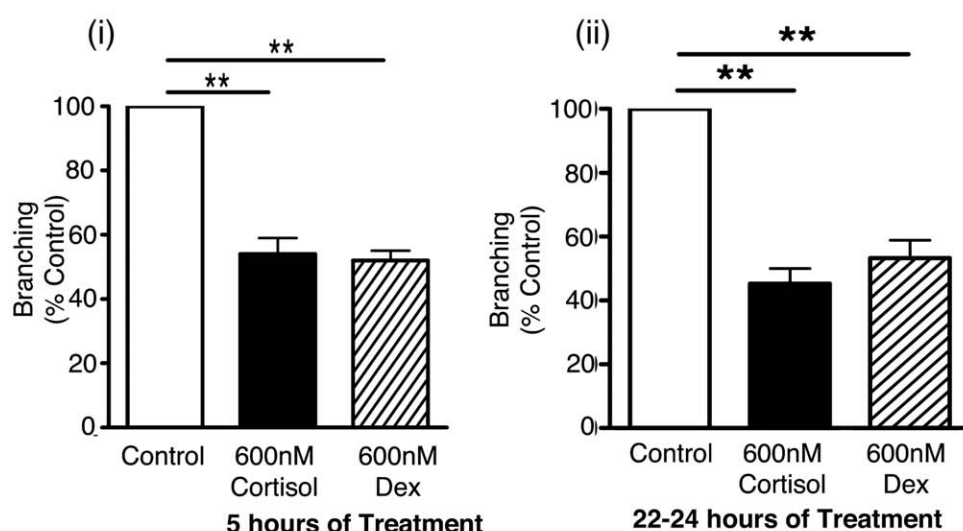 (i)
**
**
Branching
(% Control)
100
80
60
40
20
0
Control
600nM
Cortisol
600nM
Dex
5 hours of Treatment
(ii)
**
**
Branching
(% Control)
100
80
60
40
20
0
Control
600nM
Cortisol
600nM
Dex
22-24 hours of Treatment